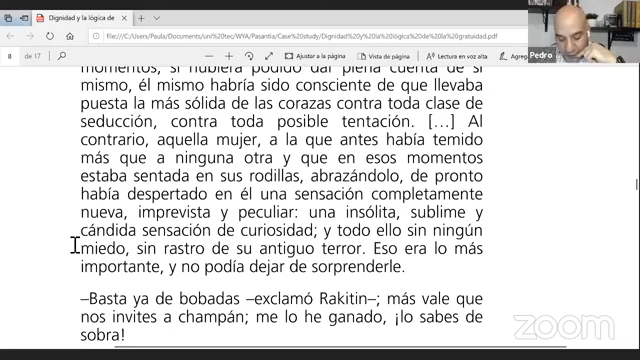 Dignidad y la lógica de
file:///C:/Users/Paula/Documents/uni%20tec/WYA/Pasantia/Case%20study/Dignidad%20y%20la%20lógica%20de%20la%20gratuidad.pdf
8 de 17
Ajustar a la página
Vista de página
Lectura en voz alta
Agregar
Pedro
momentos, si hubiera podido dar plena cuenta de sí
mismo, él mismo habría sido consciente de que llevaba
puesta la más sólida de las corazas contra toda clase de
seducción, contra toda posible tentación. […] Al
contrario, aquella mujer, a la que antes había temido
más que a ninguna otra y que en esos momentos
estaba sentada en sus rodillas, abrazándolo, de pronto
había despertado en él una sensación completamente
nueva, imprevista y peculiar: una insólita, sublime y
cándida sensación de curiosidad; y todo ello sin ningún
miedo, sin rastro de su antiguo terror. Eso era lo más
importante, y no podía dejar de sorprenderle.
–Basta ya de bobadas –exclamó Rakitin–; más vale que
nos invites a champán; me lo he ganado, ¡lo sabes de
sobra!
zoom